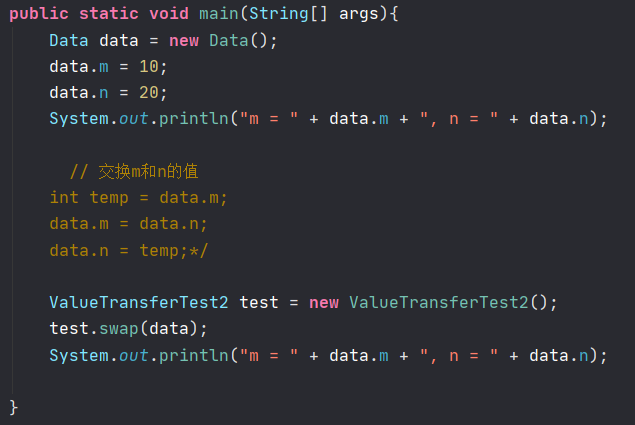 public static void main(String[] args){
Data data = new Data();
data.m = 10;
data.n = 20;
System.out.println("m = " + data.m + ", n = " + data.n);
// 交换m和n的值
int temp = data.m;
data.m = data.n;
data.n = temp;*/
ValueTransferTest2 test = new ValueTransferTest2();
test.swap(data);
System.out.println("m = " + data.m + ", n = " + data.n);
}